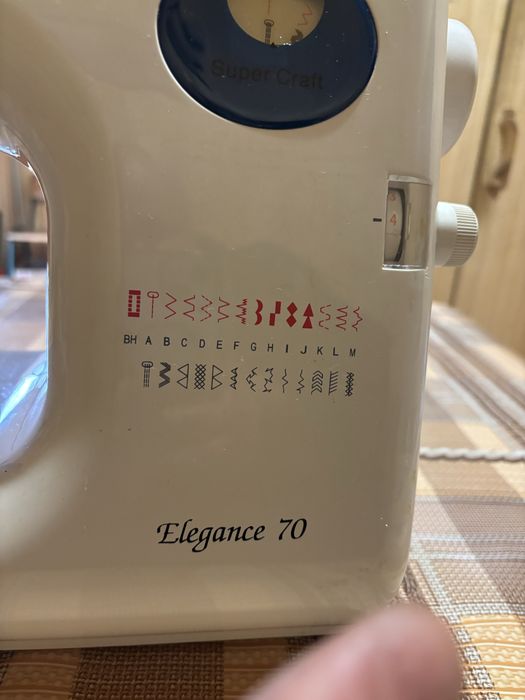 Super Craft
4
BH A B C D E F G H I J K L M
Elegance 70